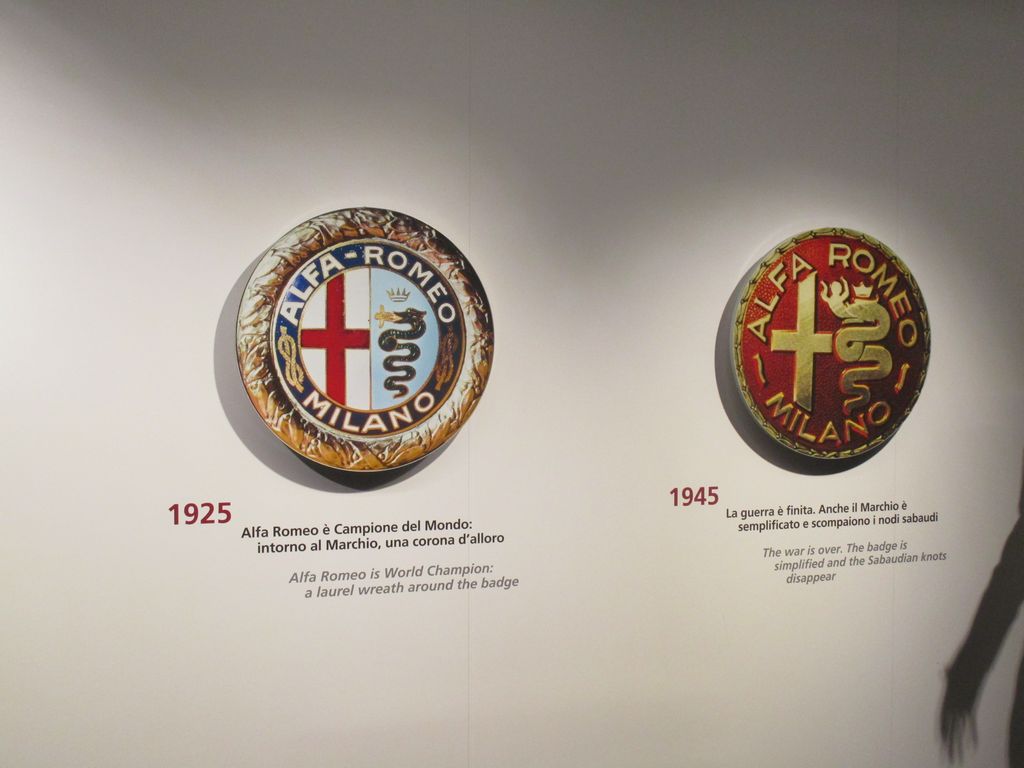 ALFA-ROMEO
MILANO
1925
Alfa Romeo è Campione del Mondo:
intorno al Marchio, una corona d'alloro
Alfa Romeo is World Champion:
a laurel wreath around the badge
ALFA ROMEO
MILANO
1945
La guerra è finita. Anche il Marchio è
semplificato e scompaiono i nodi sabaudi
The war is over. The badge is
simplified and the Sabaudian knots
disappear